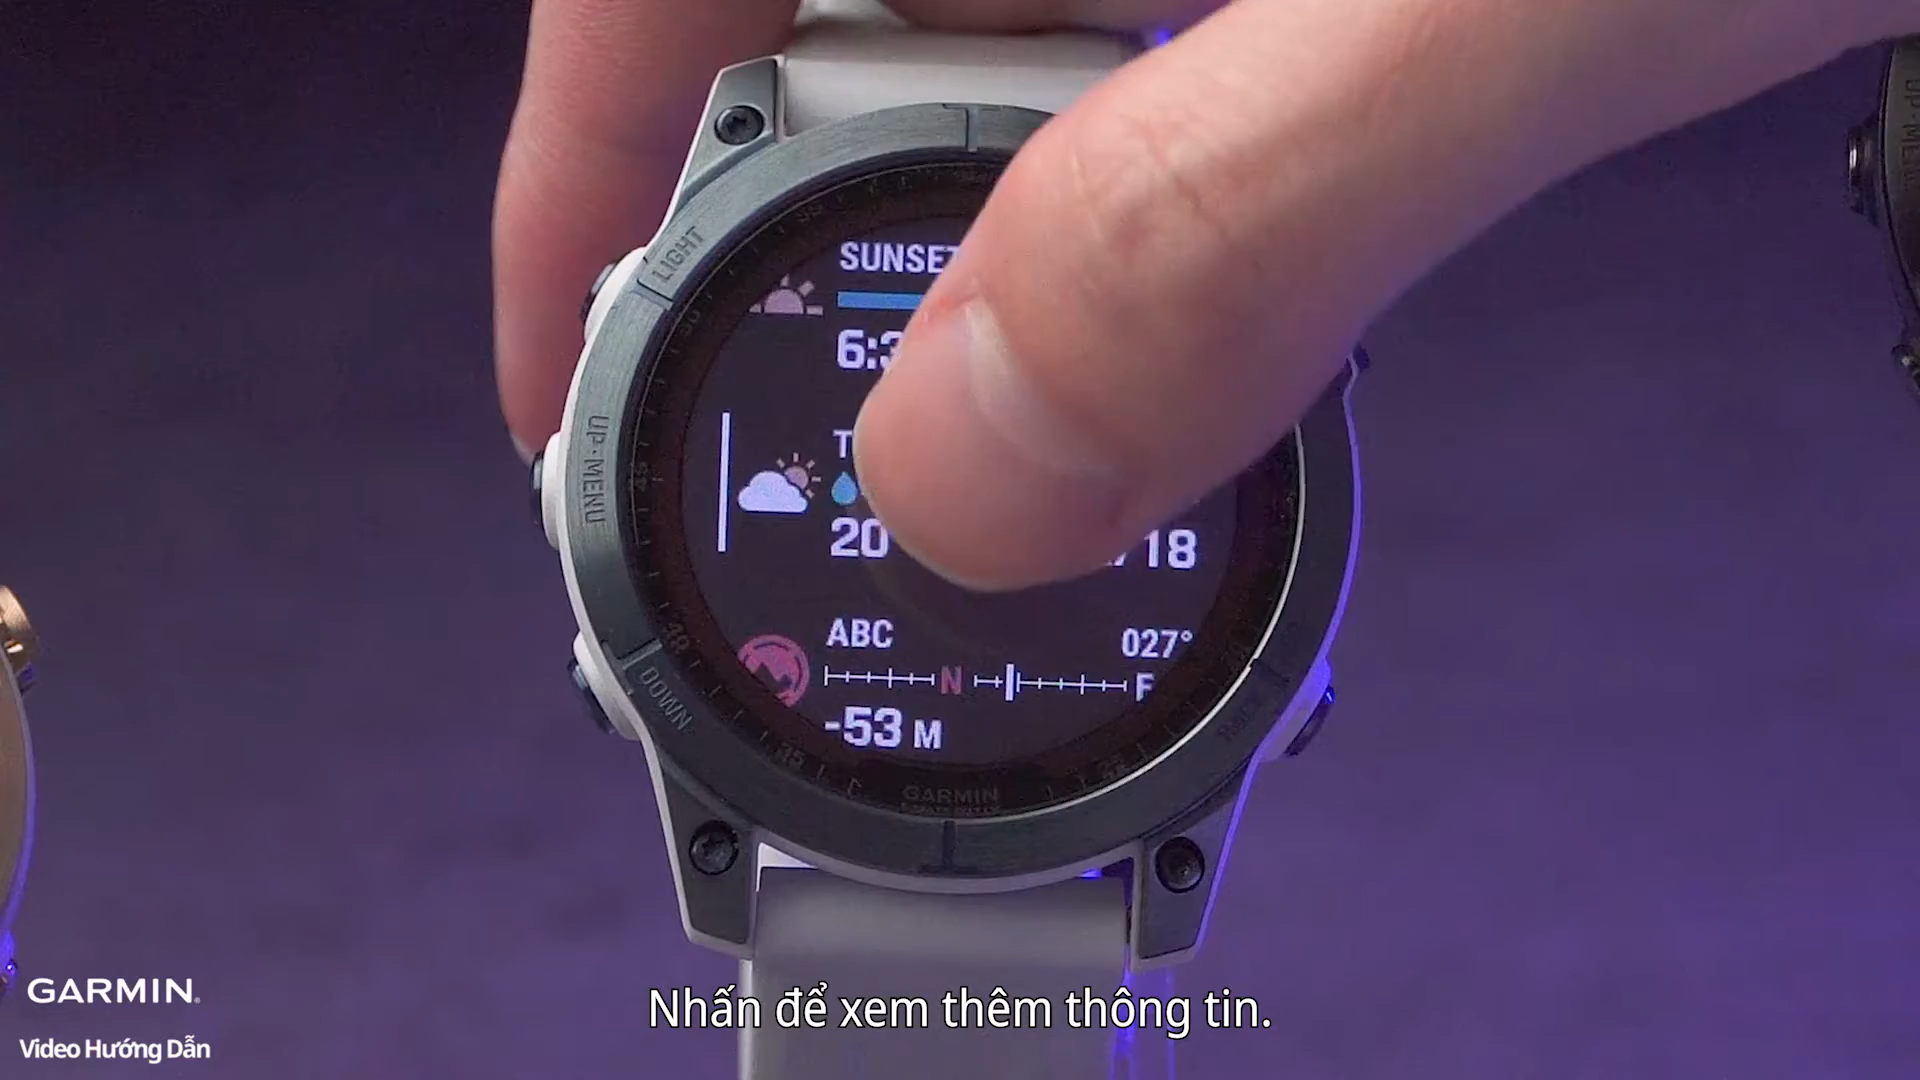 LIGHT
SUNSET
6:3
UP·MENU
20
/18
ABC
027°
N
DOWN
-53 M
GARMIN
GARMIN
Nhấn để xem thêm thông tin.
Video Hướng Dẫn